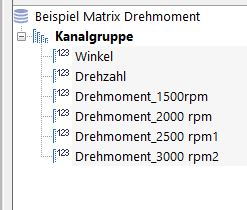 Beispiel Matrix Drehmoment
Kanalgruppe
123 Winkel
123 Drehzahl
123 Drehmoment_1500rpm
123 Drehmoment_2000 rpm
123 Drehmoment_2500 rpm1
123 Drehmoment_3000 rpm2